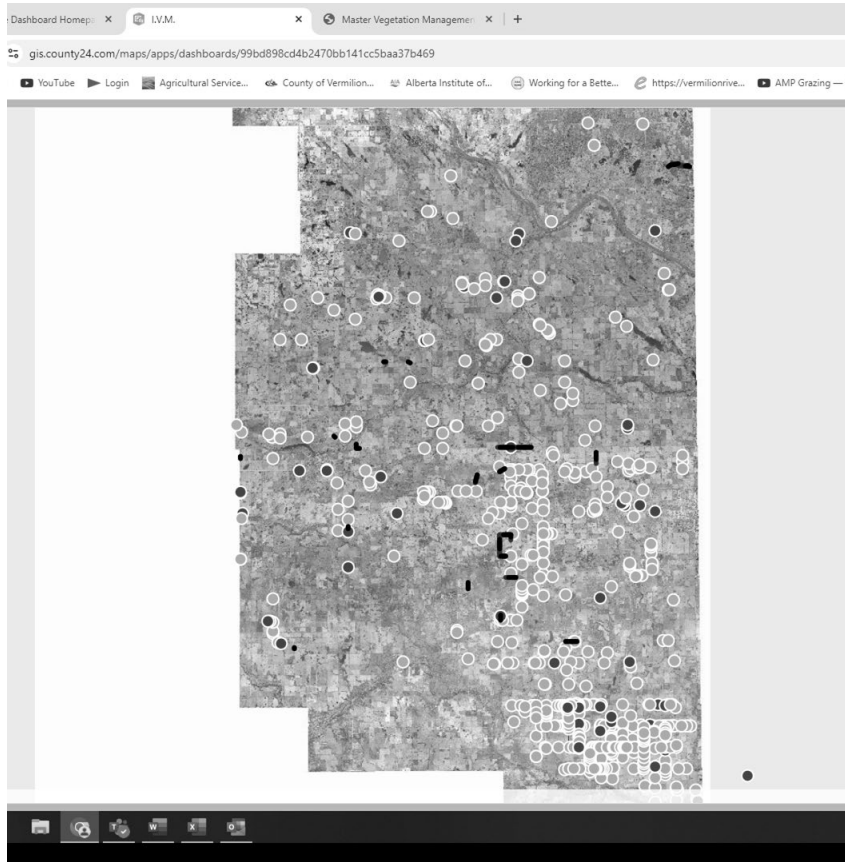 Dashboard Homepa
I.V.M.
Master Vegetation Managemen
gis.county24.com/maps/apps/dashboards/99bd898cd4b2470bb141cc5baa37b469
YouTube Login Agricultural Service... County of Vermilion... Alberta Institute of... Working for a Bette... https://vermilionrive... AMP Grazing —